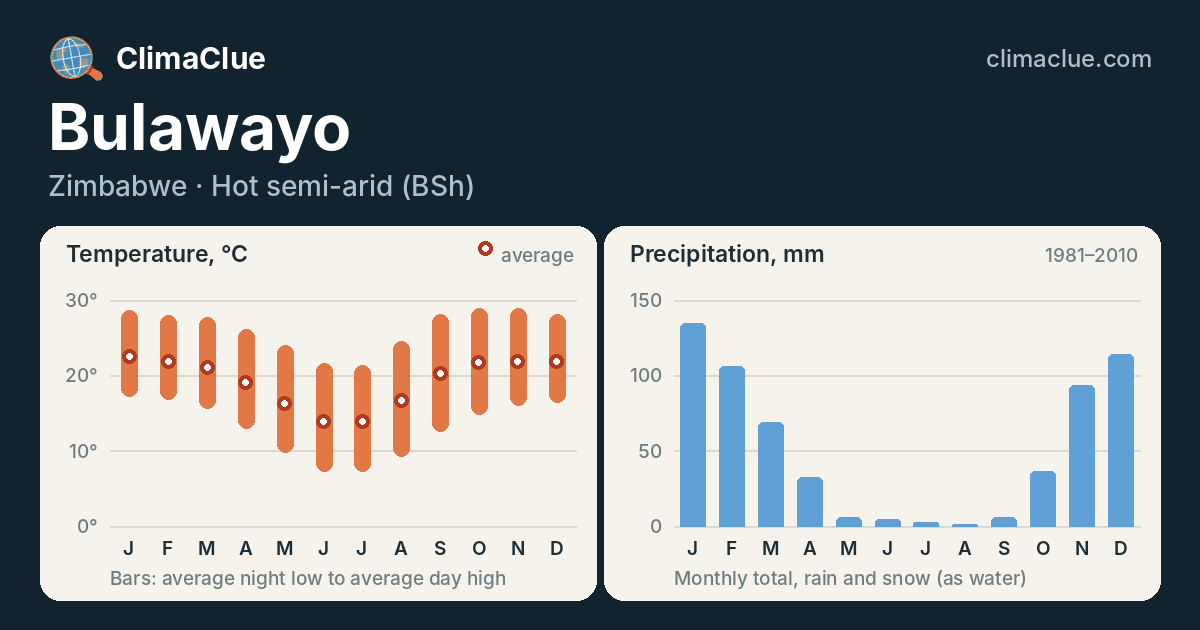 ClimaClue
climaclue.com
Bulawayo
Zimbabwe · Hot semi-arid (BSh)
Temperature, °C
average
30°
20°
10°
0°
J F M A M J J A S O N D
Bars: average night low to average day high
Precipitation, mm
1981–2010
150
100
50
0
J F M A M J J A S O N D
Monthly total, rain and snow (as water)